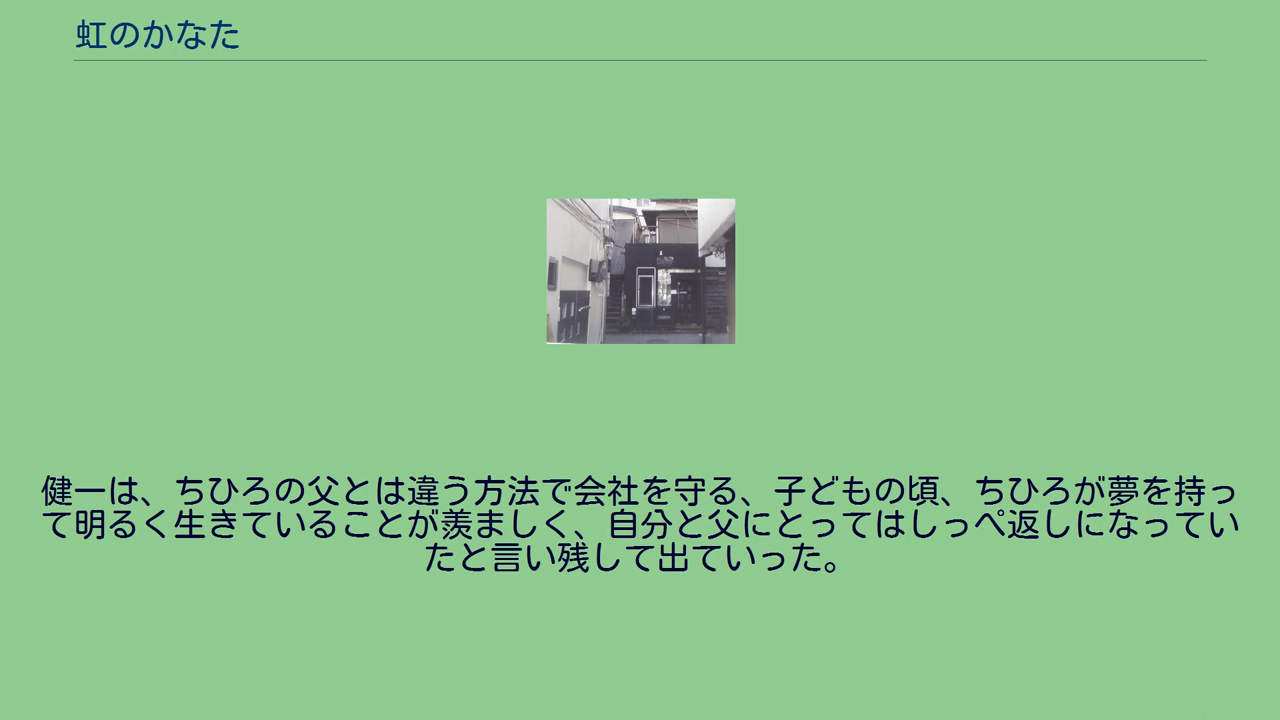 虹のかなた
健一は、ちひろの父とは違う方法で会社を守る、子どもの頃、ちひろが夢を持っ
て明るく生きていることが羨ましく、自分と父にとってはしっぺ返しになってい
たと言い残して出ていった。